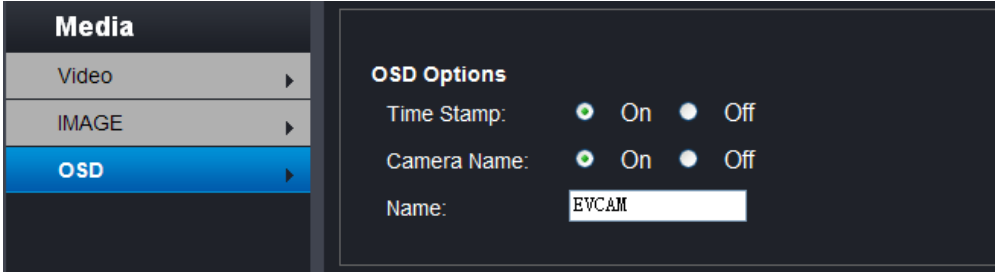 Media
Video
IMAGE
OSD
OSD Options
Time Stamp: On Off
Camera Name: On Off
Name: EVCAM